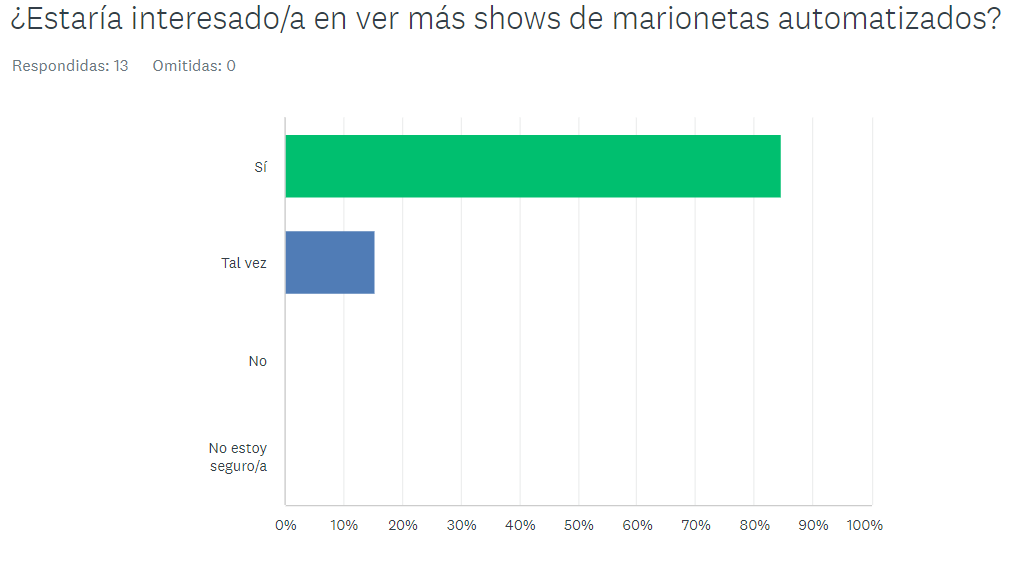 ¿Estaría interesado/a en ver más shows de marionetas automatizados?
Respondidas: 13 Omitidas: 0
Sí
Tal vez
No
No estoy
seguro/a
0% 10% 20% 30% 40% 50% 60% 70% 80% 90% 100%